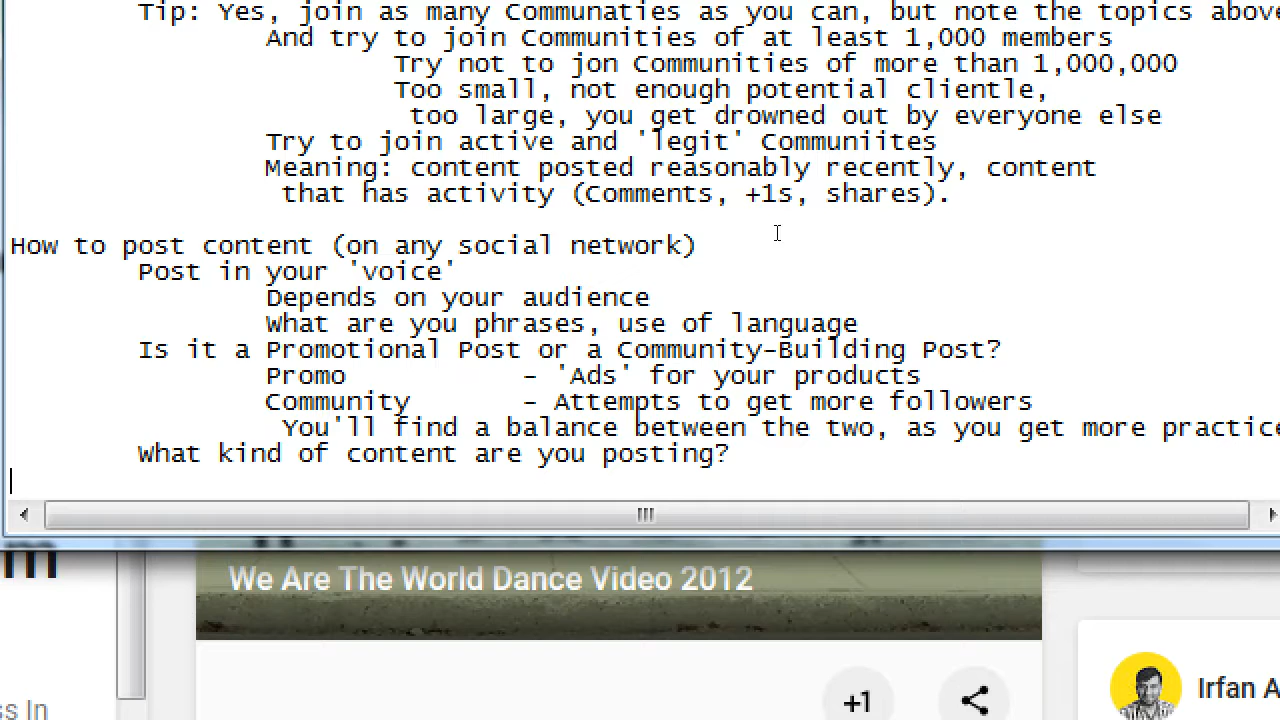 Tip: Yes, join as many Communaties as you can, but note the topics above
And try to join Communities of at least 1,000 members
Try not to jon Communities of more than 1,000,000
Too small, not enough potential clientle,
too large, you get drowned out by everyone else
Try to join active and 'legit' Communiites
Meaning: content posted reasonably recently, content
that has activity (Comments, +1s, shares).
How to post content (on any social network)
Post in your 'voice'
Depends on your audience
What are you phrases, use of language
Is it a Promotional Post or a Community-Building Post?
Promo - 'Ads' for your products
Community - Attempts to get more followers
You'll find a balance between the two, as you get more practice
What kind of content are you posting?
We Are The World Dance Video 2012
+1
Irfan A